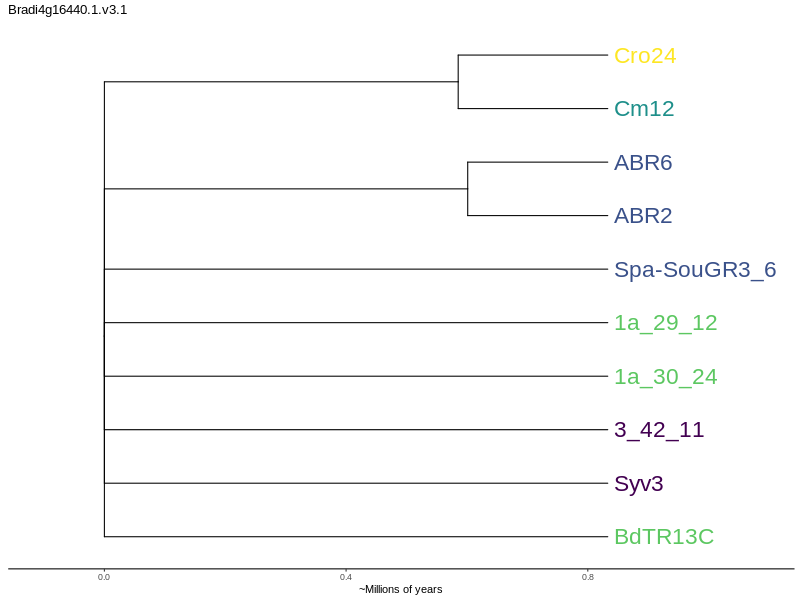 Bradi4g16440.1.v3.1
Cro24
Cm12
ABR6
ABR2
Spa-SouGR3_6
1a_29_12
1a_30_24
3_42_11
Syv3
BdTR13C
0.0 0.4 0.8
~Millions of years